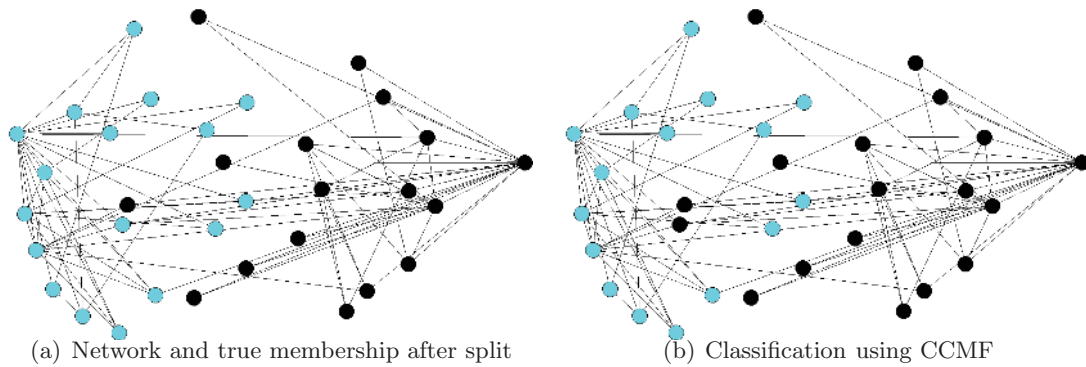 (a) Network and true membership after split
(b) Classification using CCMF